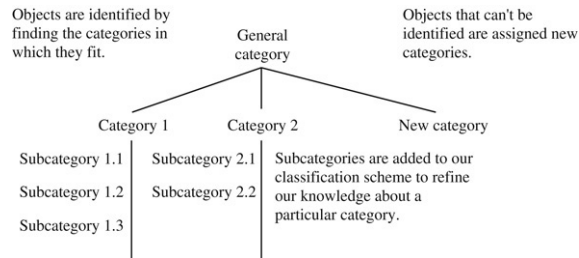 Objects are identified by
finding the categories in
which they fit.
General
category
Objects that can't be
identified are assigned new
categories.
Category 1
Category 2
New category
Subcategory 1.1
Subcategory 1.2
Subcategory 1.3
Subcategory 2.1
Subcategory 2.2
Subcategories are added to our
classification scheme to refine
our knowledge about a
particular category.